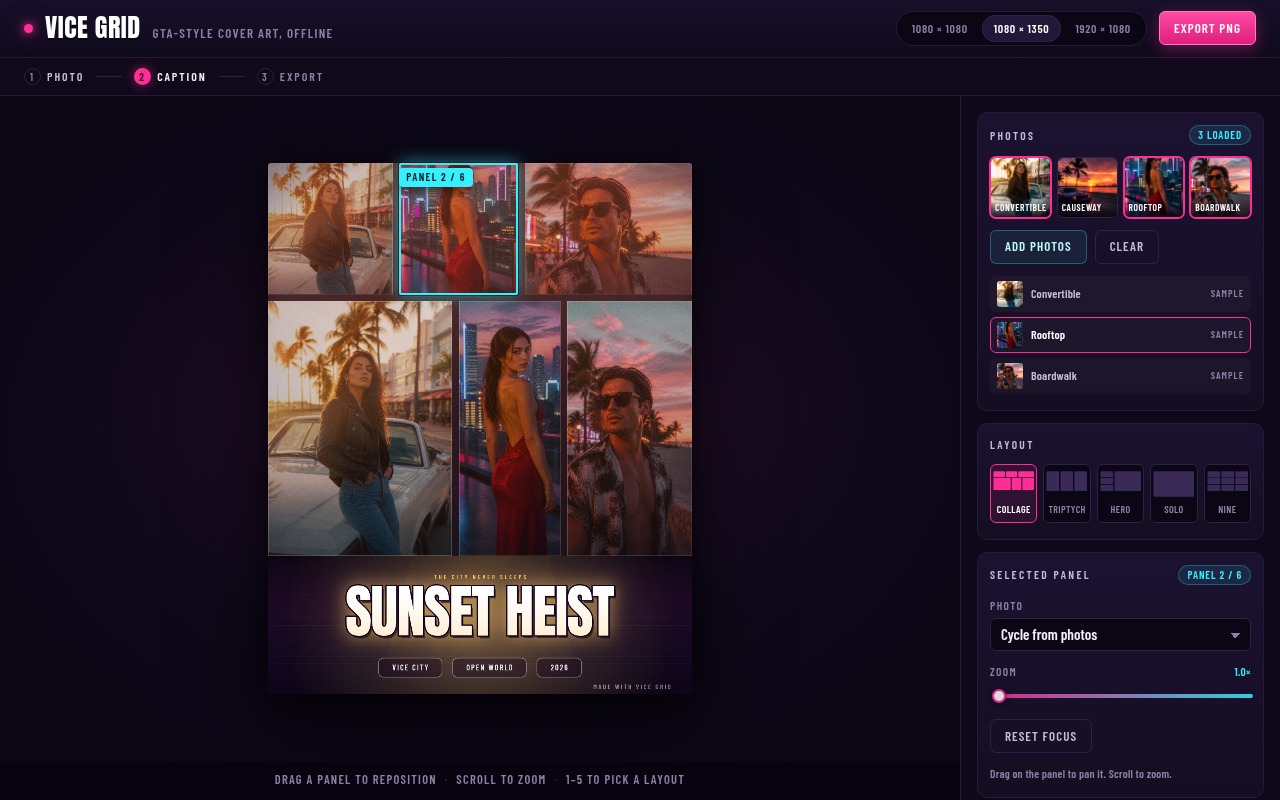 VICE GRID
GTA-STYLE COVER ART, OFFLINE
1080 × 1080
1080 × 1350
1920 × 1080
EXPORT PNG
1 PHOTO
2 CAPTION
3 EXPORT
PANEL 2 / 6
THE CITY NEVER SLEEPS
SUNSET HEIST
VICE CITY
OPEN WORLD
2026
MADE WITH VICE GRID
DRAG A PANEL TO REPOSITION · SCROLL TO ZOOM · 1–5 TO PICK A LAYOUT
PHOTOS
3 LOADED
CONVERTIBLE
CAUSEWAY
ROOFTOP
BOARDWALK
ADD PHOTOS
CLEAR
Convertible
SAMPLE
Rooftop
SAMPLE
Boardwalk
SAMPLE
LAYOUT
COLLAGE
TRIPTYCH
HERO
SOLO
NINE
SELECTED PANEL
PANEL 2 / 6
PHOTO
Cycle from photos
ZOOM
1.0×
RESET FOCUS
Drag on the panel to pan it. Scroll to zoom.